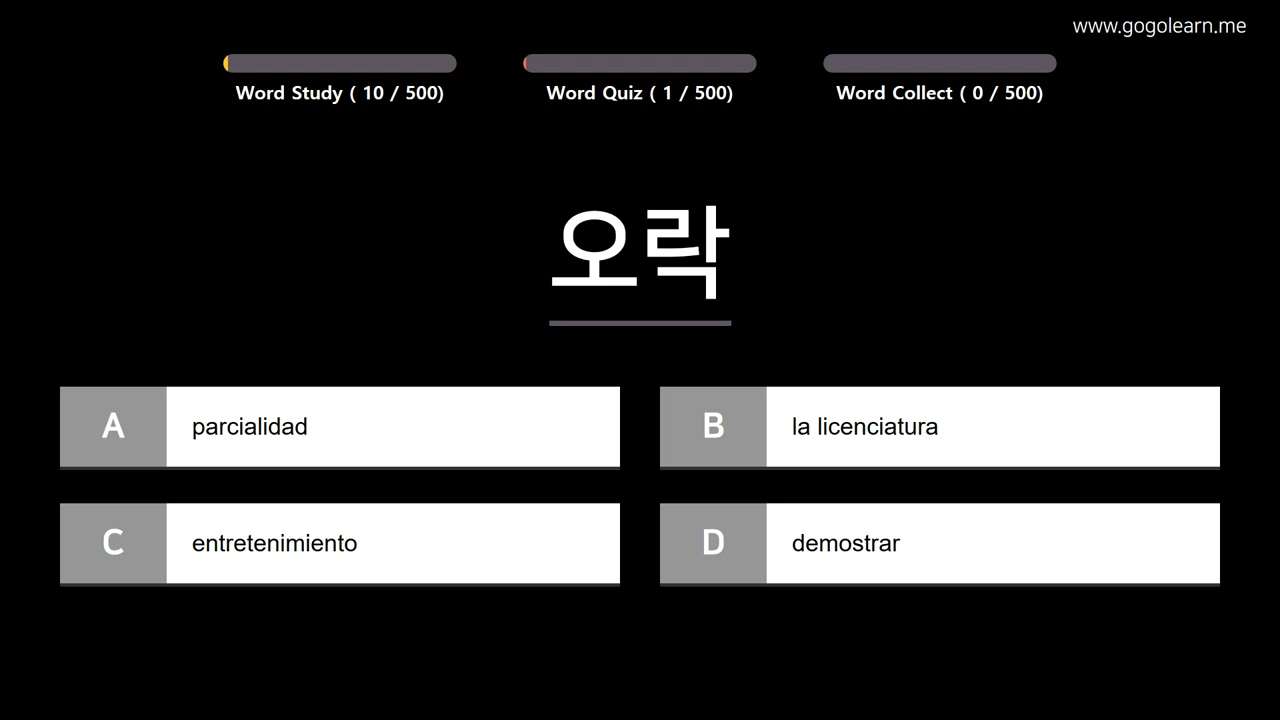 www.gogolearn.me
Word Study ( 10 / 500)
Word Quiz ( 1 / 500)
Word Collect ( 0 / 500)
오락
A parcialidad
B la licenciatura
C entretenimiento
D demostrar